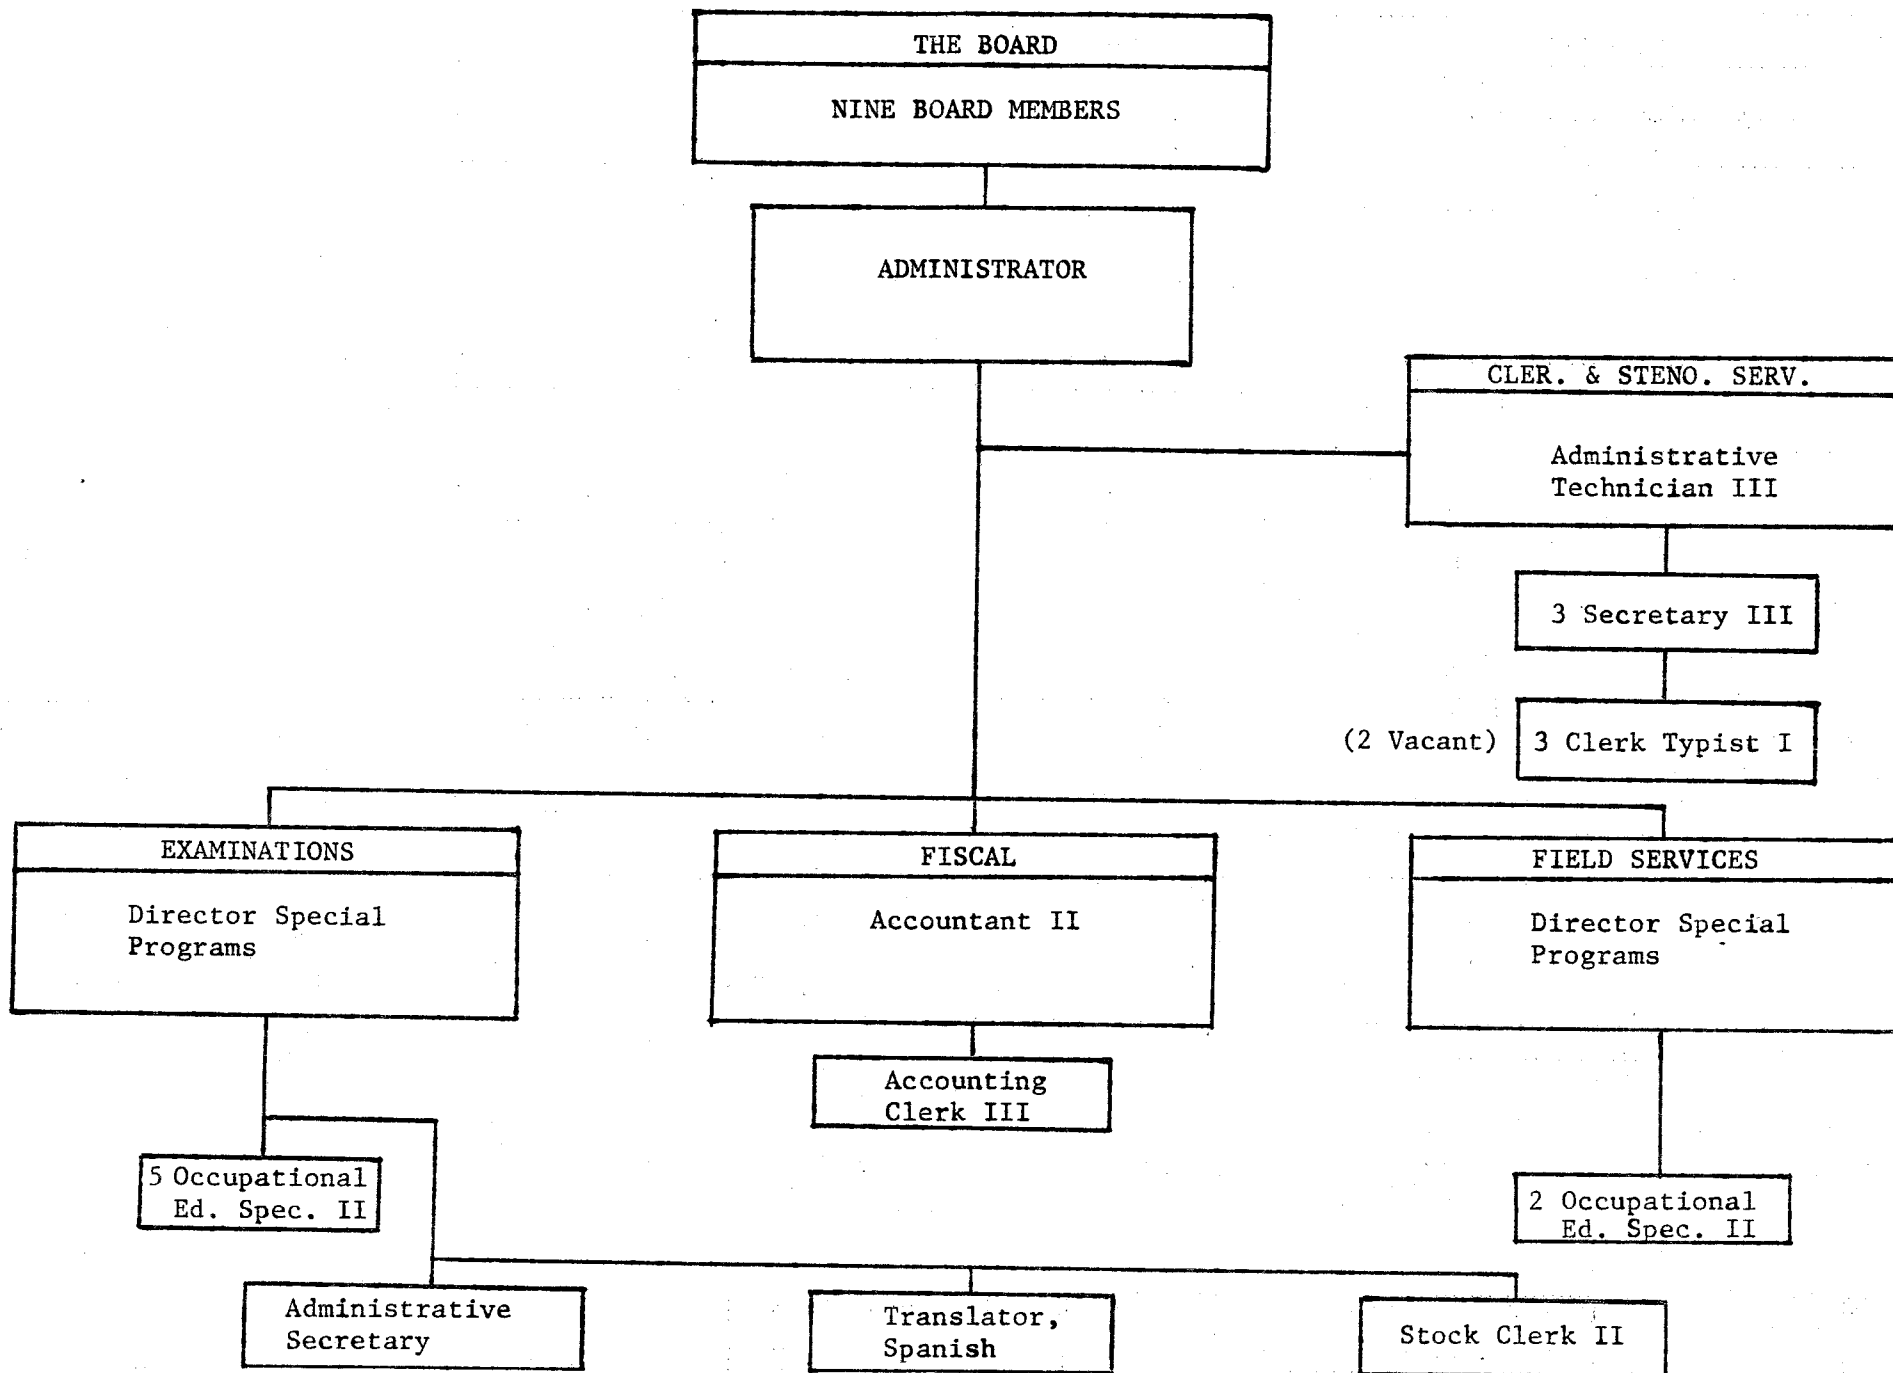 THE BOARD
NINE BOARD MEMBERS
ADMINISTRATOR
CLER. & STENO. SERV.
Administrative
Technician III
3 Secretary III
(2 Vacant)
3 Clerk Typist I
EXAMINATIONS
Director Special
Programs
FISCAL
Accountant II
FIELD SERVICES
Director Special
Programs
Accounting
Clerk III
5 Occupational
Ed. Spec. II
2 Occupational
Ed. Spec. II
Administrative
Secretary
Translator,
Spanish
Stock Clerk II